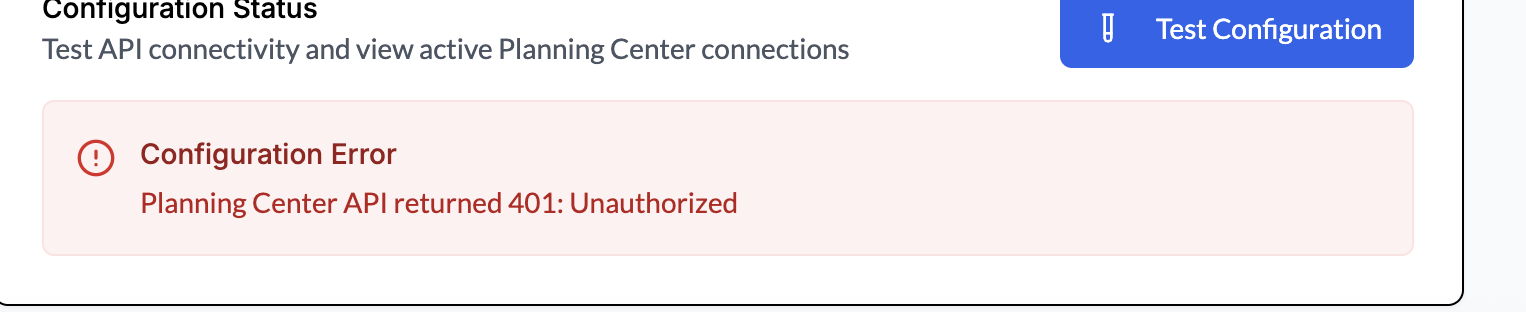 Configuration Status
Test API connectivity and view active Planning Center connections
Test Configuration
Configuration Error
Planning Center API returned 401: Unauthorized